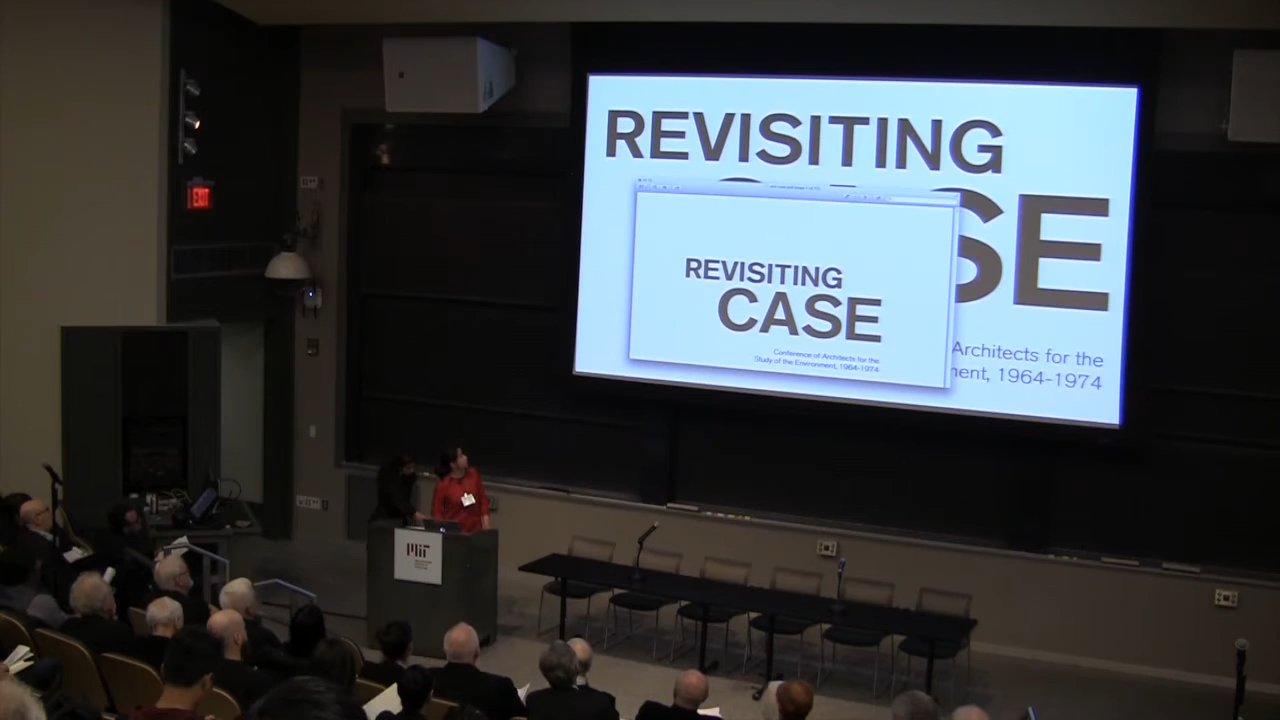 REVISITING
SE
Architects for the
ent, 1964-1974
REVISITING
CASE
Conference of Architects for the
Study of the Environment, 1964-1974
EXIT
MIT